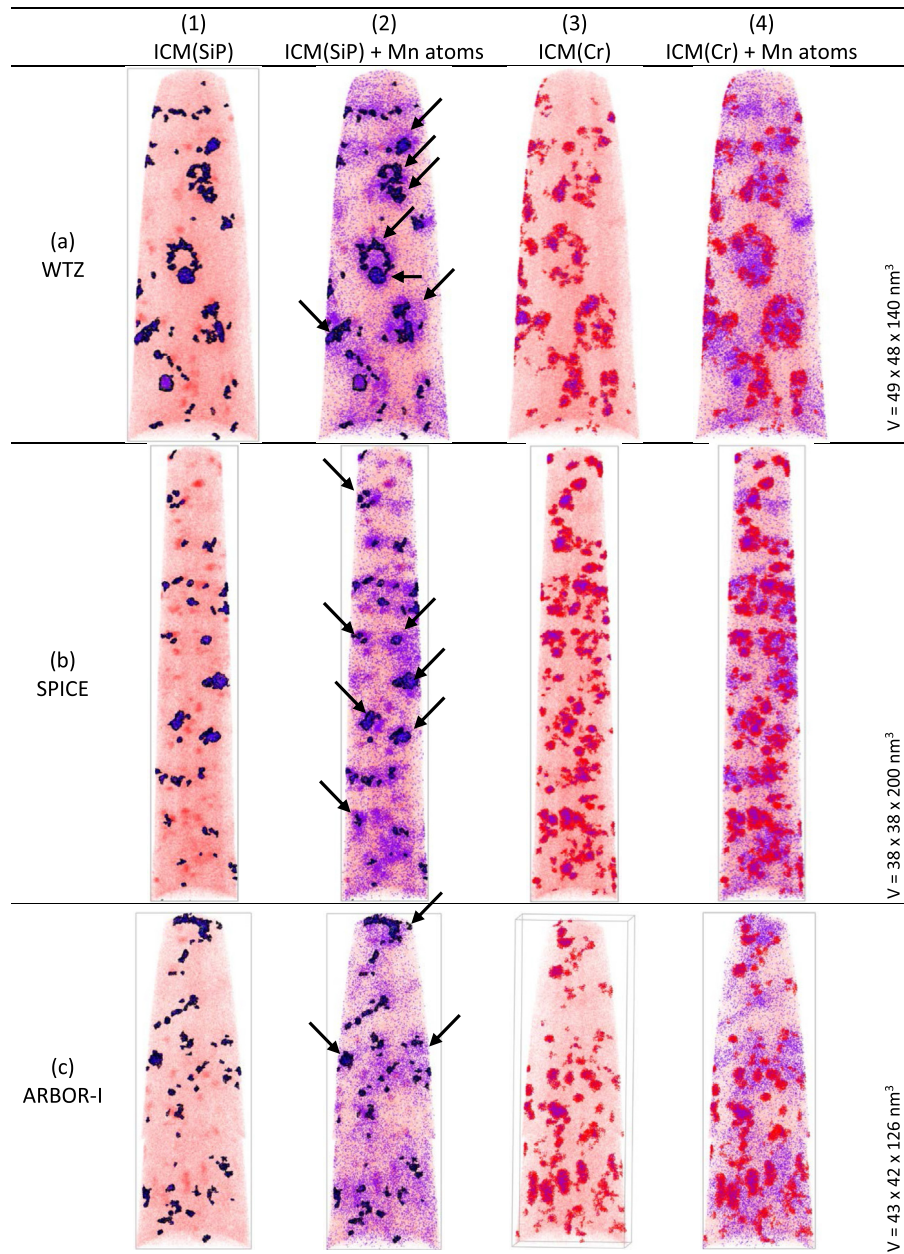 (1) (2) (3) (4)
ICM(SiP) ICM(SiP) + Mn atoms ICM(Cr) ICM(Cr) + Mn atoms
(a)
WTZ
V = 49 x 48 x 140 nm³
(b)
SPICE
V = 38 x 38 x 200 nm³
(c)
ARBOR-I
V = 43 x 42 x 126 nm³